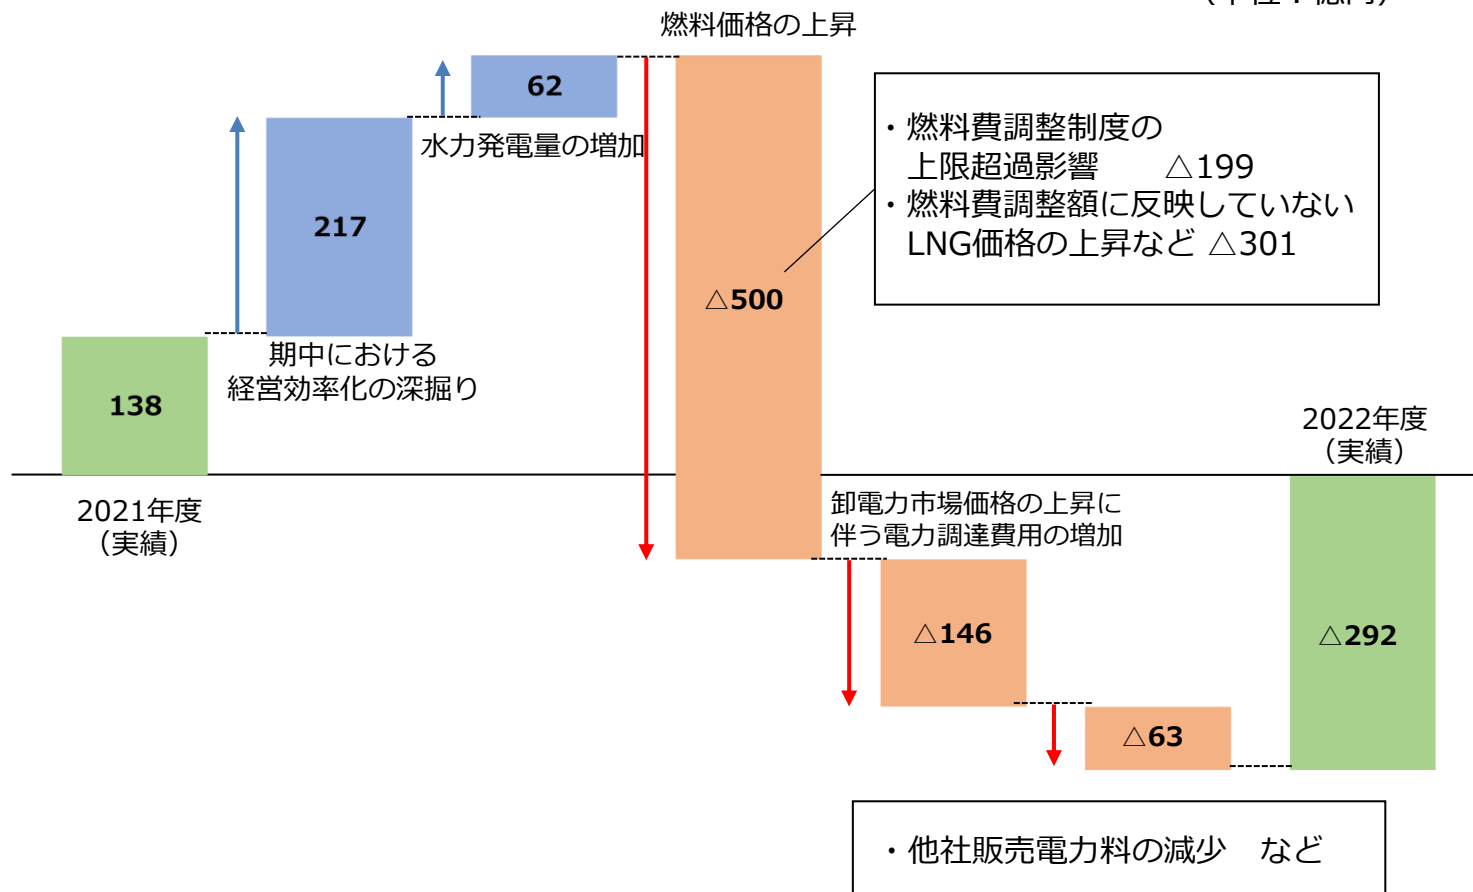 燃料価格の上昇
62
水力発電量の増加
217
期中における
経営効率化の深掘り
138
2021年度
（実績）
△500
・燃料費調整制度の
上限超過影響　　△199
・燃料費調整額に反映していない
LNG価格の上昇など △301
卸電力市場価格の上昇に
伴う電力調達費用の増加
△146
△63
・他社販売電力料の減少　など
2022年度
（実績）
△292